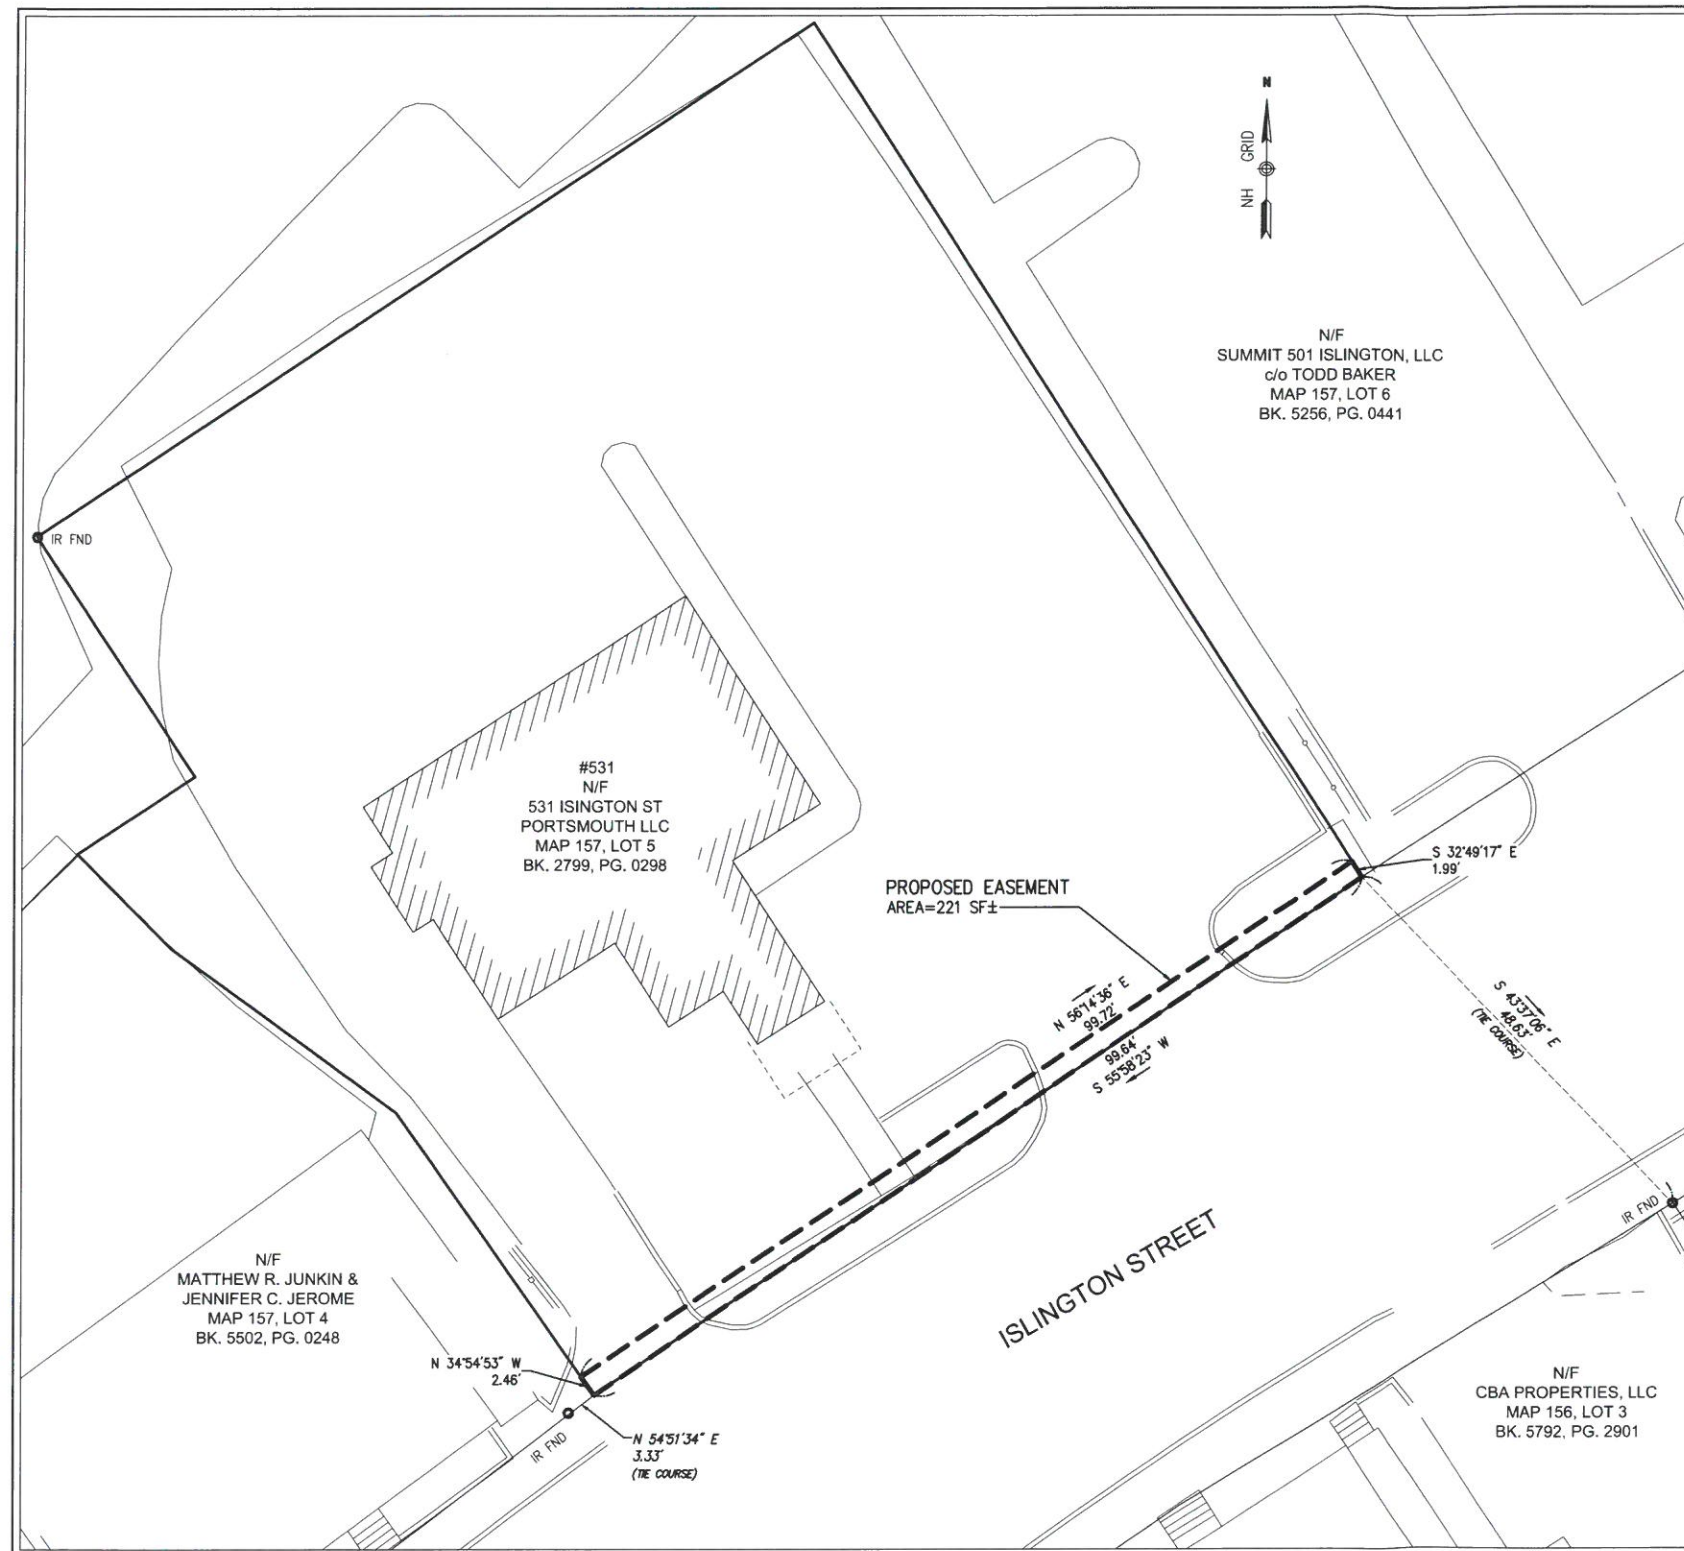 N
NH GRID
N/F
SUMMIT 501 ISLINGTON, LLC
c/o TODD BAKER
MAP 157, LOT 6
BK. 5256, PG. 0441
IR FND
#531
N/F
531 ISINGTON ST
PORTSMOUTH LLC
MAP 157, LOT 5
BK. 2799, PG. 0298
S 32°49'17" E
1.99'
PROPOSED EASEMENT
AREA=221 SF±
N 56°14'36" E
99.72'
99.64'
S 55°58'23" W
S 43°37'06" E
48.63'
(TIE COURSE)
IR FND
ISLINGTON STREET
N/F
MATTHEW R. JUNKIN &
JENNIFER C. JEROME
MAP 157, LOT 4
BK. 5502, PG. 0248
N 34°54'53" W
2.46'
IR FND
N 54°51'34" E
3.33'
(TIE COURSE)
N/F
CBA PROPERTIES, LLC
MAP 156, LOT 3
BK. 5792, PG. 2901